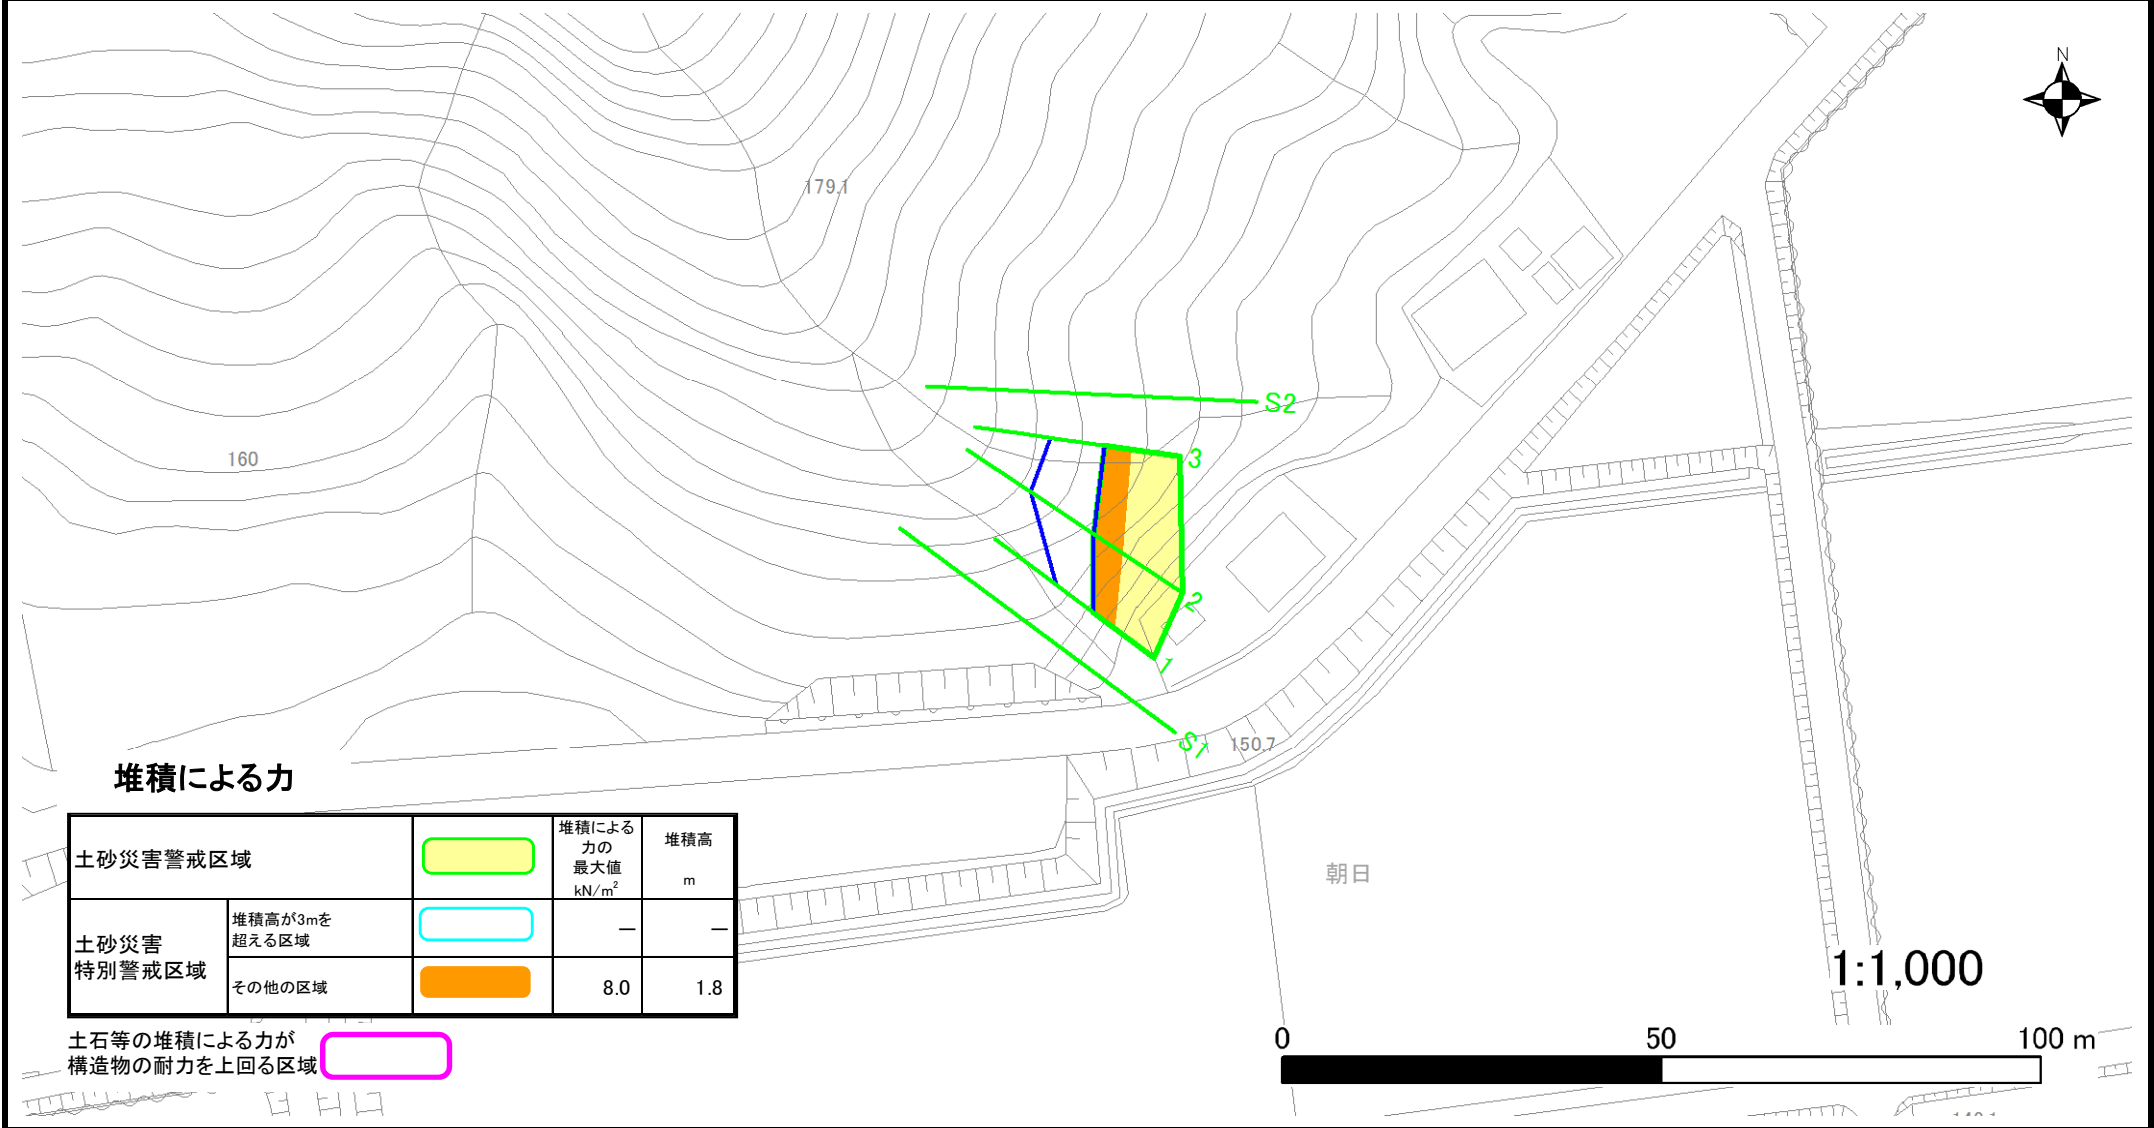 N
179.1
160
S2
3
2
1
S1
150.7
朝日
堆積による力
土砂災害警戒区域
堆積による
力の
最大値
kN/m²
堆積高
m
土砂災害
特別警戒区域
堆積高が3mを
超える区域
―
―
その他の区域
8.0
1.8
土石等の堆積による力が
構造物の耐力を上回る区域
1:1,000
0 50 100 m